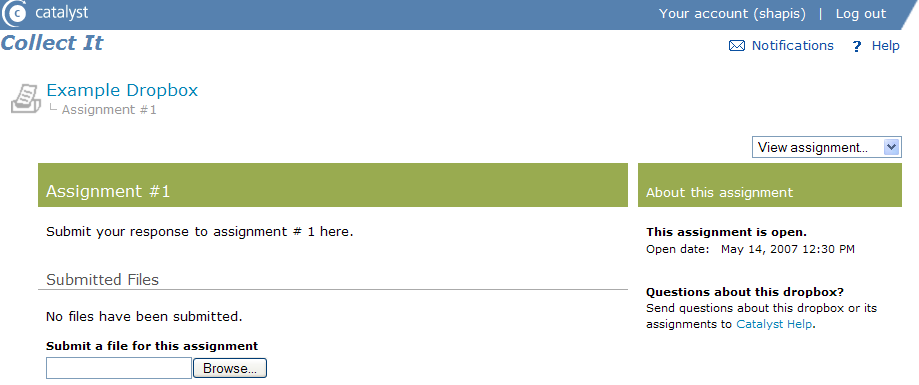 catalyst
Your account (shapis) | Log out
Collect It
Notifications ? Help
Example Dropbox
Assignment #1
View assignment...
Assignment #1
Submit your response to assignment # 1 here.
Submitted Files
No files have been submitted.
Submit a file for this assignment
Browse...
About this assignment
This assignment is open.
Open date: May 14, 2007 12:30 PM
Questions about this dropbox?
Send questions about this dropbox or its
assignments to Catalyst Help.